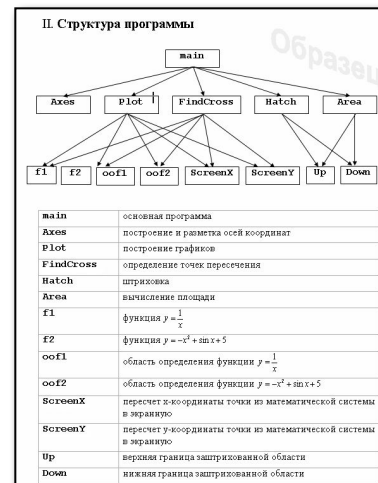 II. Структура программы
Образец
main
Axes Plot FindCross Hatch Area
f1 f2 oof1 oof2 ScreenX ScreenY Up Down
main основная программа
Axes построение и разметка осей координат
Plot построение графиков
FindCross определение точек пересечения
Hatch штриховка
Area вычисление площади
f1 функция y = 1/x
f2 функция y = −x² + sin x + 5
oof1 область определения функции y = 1/x
oof2 область определения функции y = −x² + sin x + 5
ScreenX пересчет x-координаты точки из математической системы
в экранную
ScreenY пересчет y-координаты точки из математической системы
в экранную
Up верхняя граница заштрихованной области
Down нижняя граница заштрихованной области